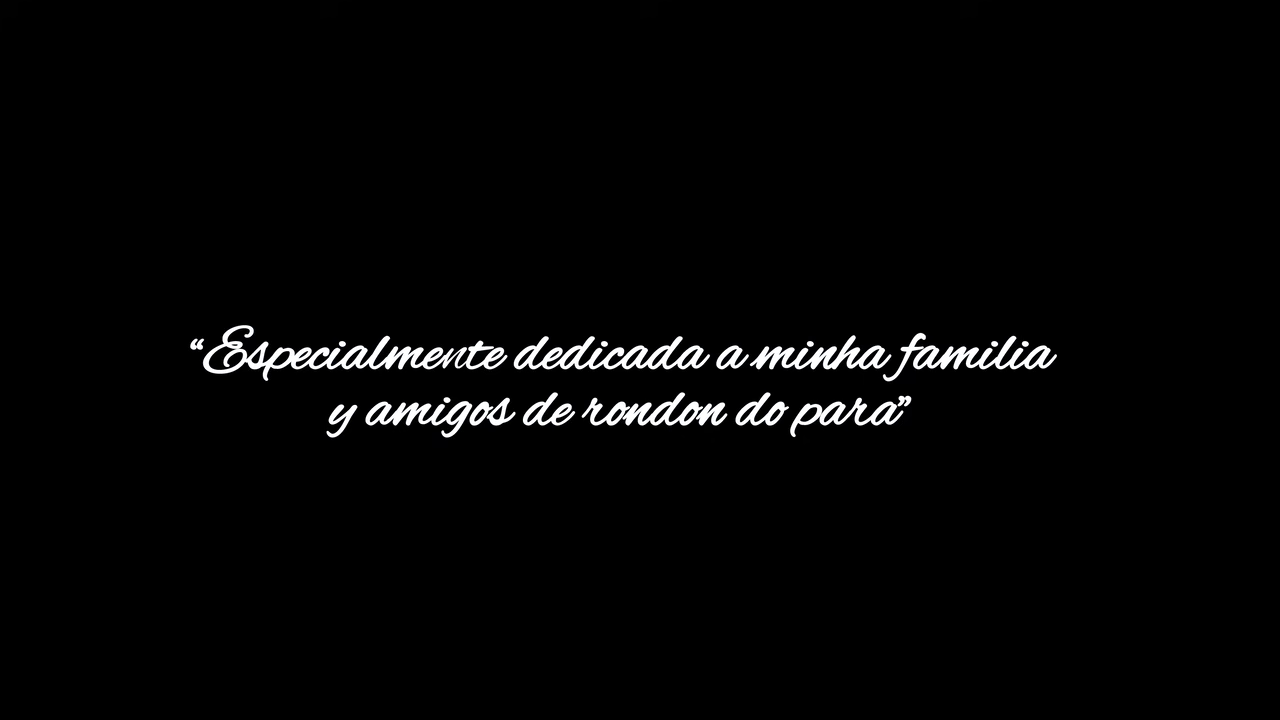 “Especialmente dedicada a minha familia
y amigos de rondon do para”